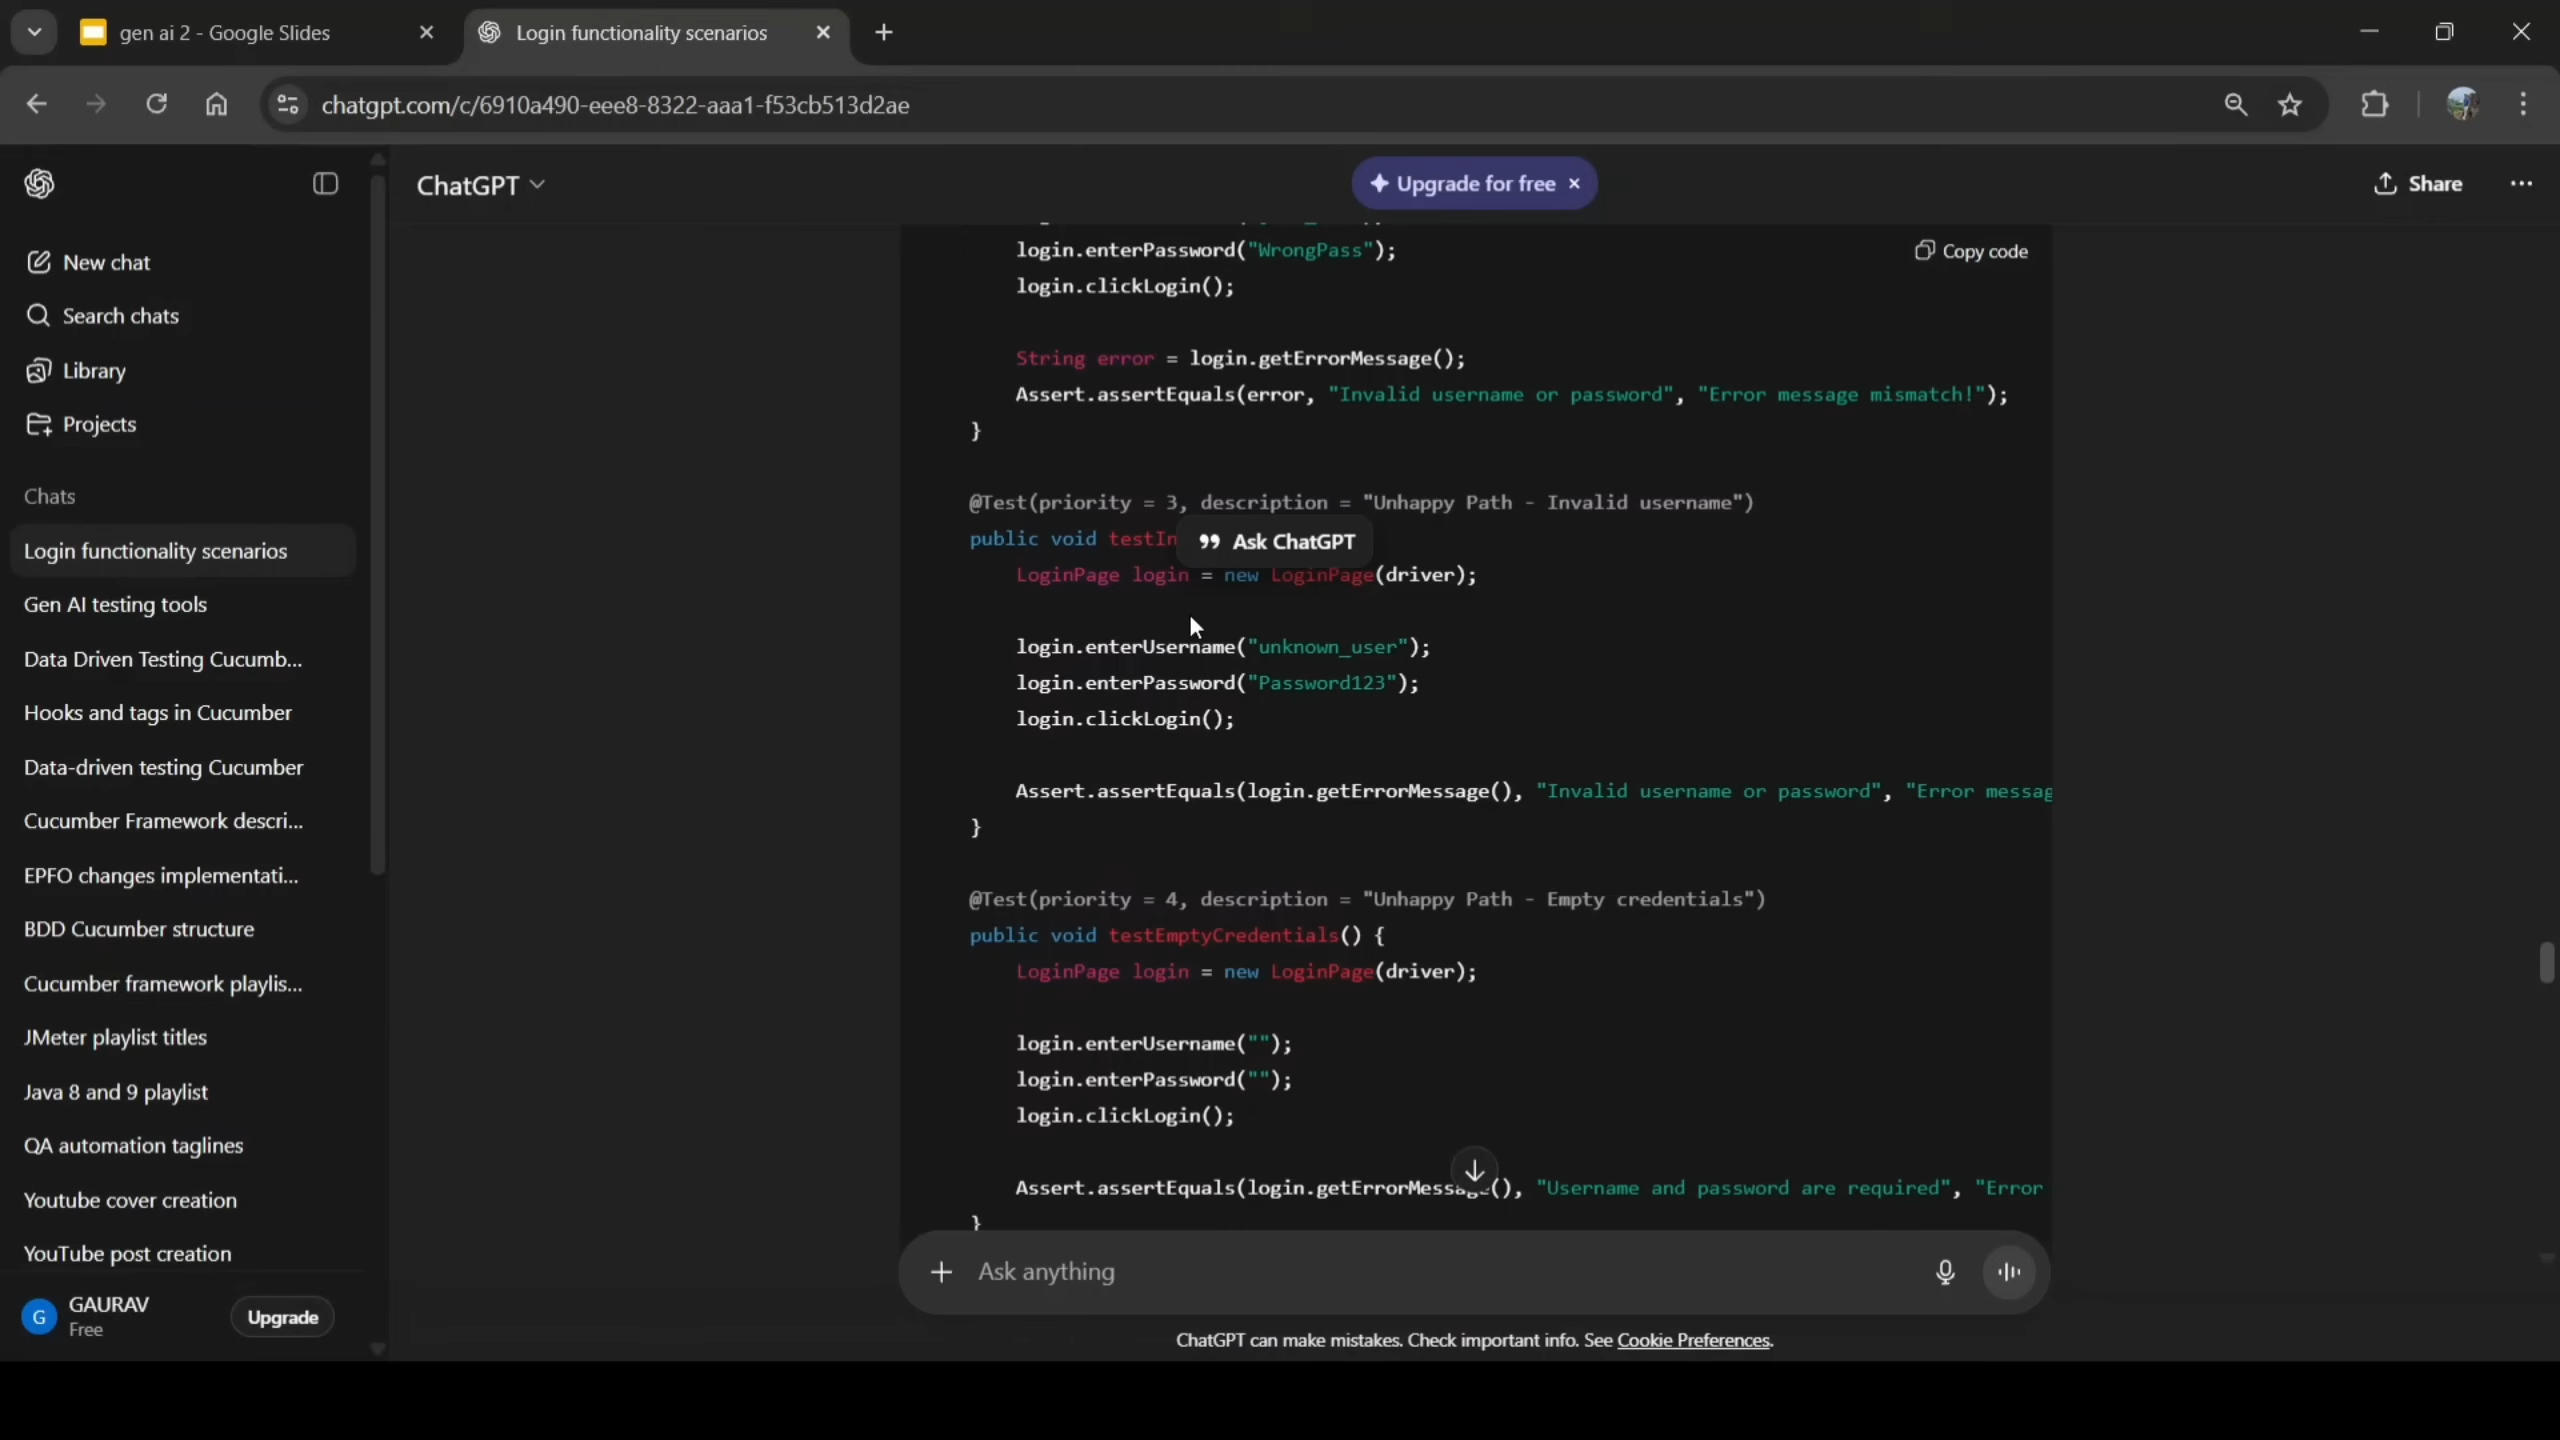 gen ai 2 - Google Slides
Login functionality scenarios
chatgpt.com/c/6910a490-eee8-8322-aaa1-f53cb513d2ae
ChatGPT
Upgrade for free
Share
New chat
Search chats
Library
Projects
Chats
Login functionality scenarios
Gen AI testing tools
Data Driven Testing Cucumb...
Hooks and tags in Cucumber
Data-driven testing Cucumber
Cucumber Framework descri...
EPFO changes implementati...
BDD Cucumber structure
Cucumber framework playlis...
JMeter playlist titles
Java 8 and 9 playlist
QA automation taglines
Youtube cover creation
YouTube post creation
G
GAURAV
Free
Upgrade
login.enterPassword("WrongPass");
Copy code
login.clickLogin();
String error = login.getErrorMessage();
Assert.assertEquals(error, "Invalid username or password", "Error message mismatch!");
}
@Test(priority = 3, description = "Unhappy Path - Invalid username")
public void testIn
Ask ChatGPT
LoginPage login = new LoginPage(driver);
login.enterUsername("unknown_user");
login.enterPassword("Password123");
login.clickLogin();
Assert.assertEquals(login.getErrorMessage(), "Invalid username or password", "Error messag
}
@Test(priority = 4, description = "Unhappy Path - Empty credentials")
public void testEmptyCredentials() {
LoginPage login = new LoginPage(driver);
login.enterUsername("");
login.enterPassword("");
login.clickLogin();
Assert.assertEquals(login.getErrorMessage(), "Username and password are required", "Error
}
Ask anything
ChatGPT can make mistakes. Check important info. See Cookie Preferences.